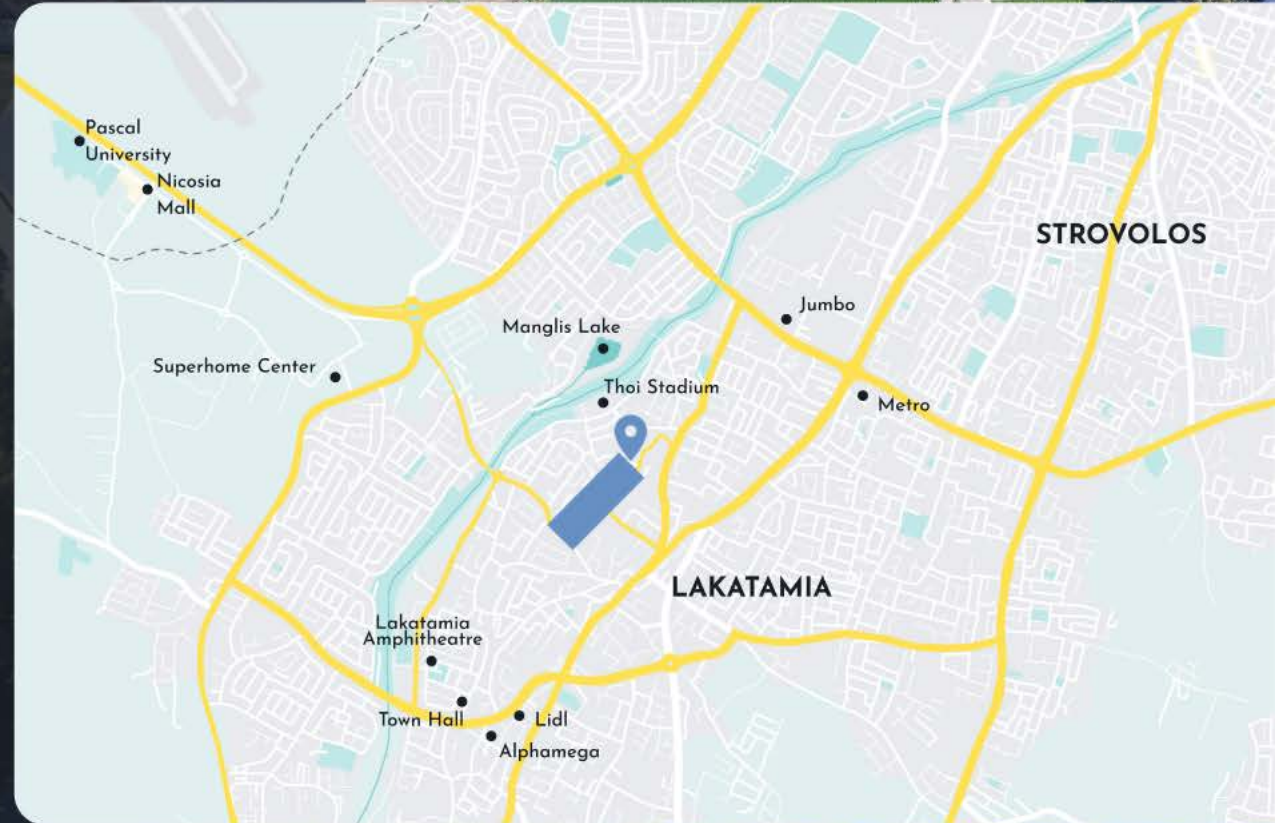 Pascal
University
Nicosia
Mall
STROVOLOS
Jumbo
Manglis Lake
Superhome Center
Thoi Stadium
Metro
LAKATAMIA
Lakatamia
Amphitheatre
Town Hall
Lidl
Alphamega